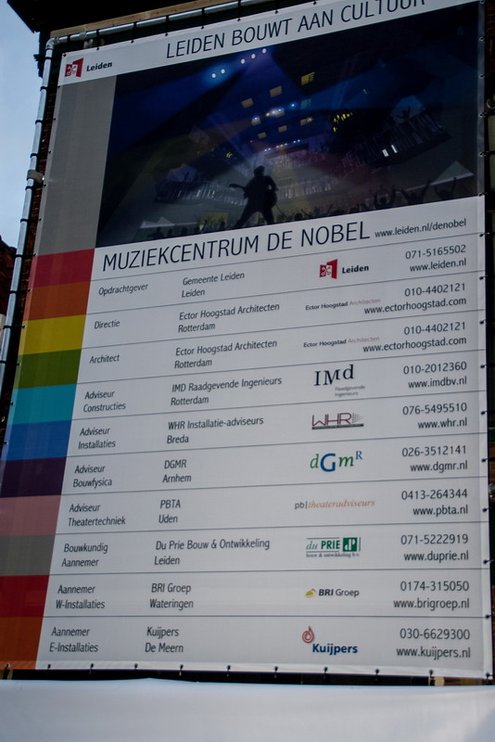 LEIDEN BOUWT AAN CULTUUR
Leiden
MUZIEKCENTRUM DE NOBEL www.leiden.nl/denobel
Opdrachtgever Gemeente Leiden Leiden 071-5165502
Leiden www.leiden.nl
Directie Ector Hoogstad Architecten Ector Hoogstad Architecten 010-4402121
Rotterdam www.ectorhoogstad.com
Architect Ector Hoogstad Architecten Ector Hoogstad Architecten 010-4402121
Rotterdam www.ectorhoogstad.com
Adviseur IMD Raadgevende Ingenieurs IMd 010-2012360
Constructies Rotterdam Raadgevende Ingenieurs www.imdbv.nl
Adviseur WHR Installatie-adviseurs WHR 076-5495510
Installaties Breda www.whr.nl
Adviseur DGMR dGmR 026-3512141
Bouwfysica Arnhem www.dgmr.nl
Adviseur PBTA pb|theateradviseurs 0413-264344
Theatertechniek Uden www.pbta.nl
Bouwkundig Du Prie Bouw & Ontwikkeling du PRIE 071-5222919
Aannemer Leiden bouw & ontwikkeling b.v. www.duprie.nl
Aannemer BRI Groep BRI Groep 0174-315050
W-Installaties Wateringen www.brigroep.nl
Aannemer Kuijpers Kuijpers 030-6629300
E-Installaties De Meern www.kuijpers.nl